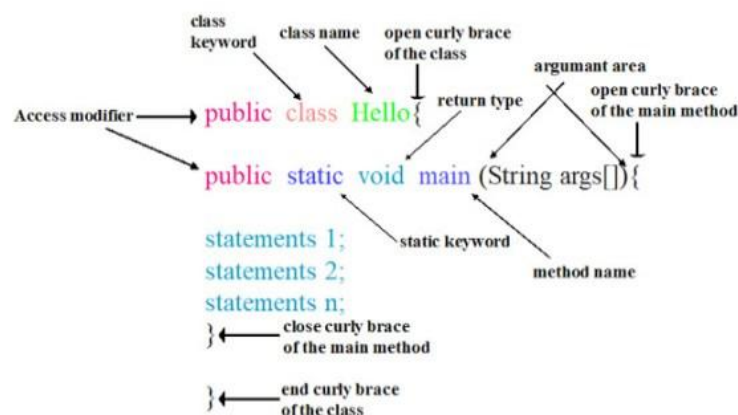 class
keyword
class name
open curly brace
of the class
argumant area
open curly brace
of the main method
Access modifier
public class Hello{
return type
public static void main (String args[]){
static keyword
method name
statements 1;
statements 2;
statements n;
}
close curly brace
of the main method
}
end curly brace
of the class